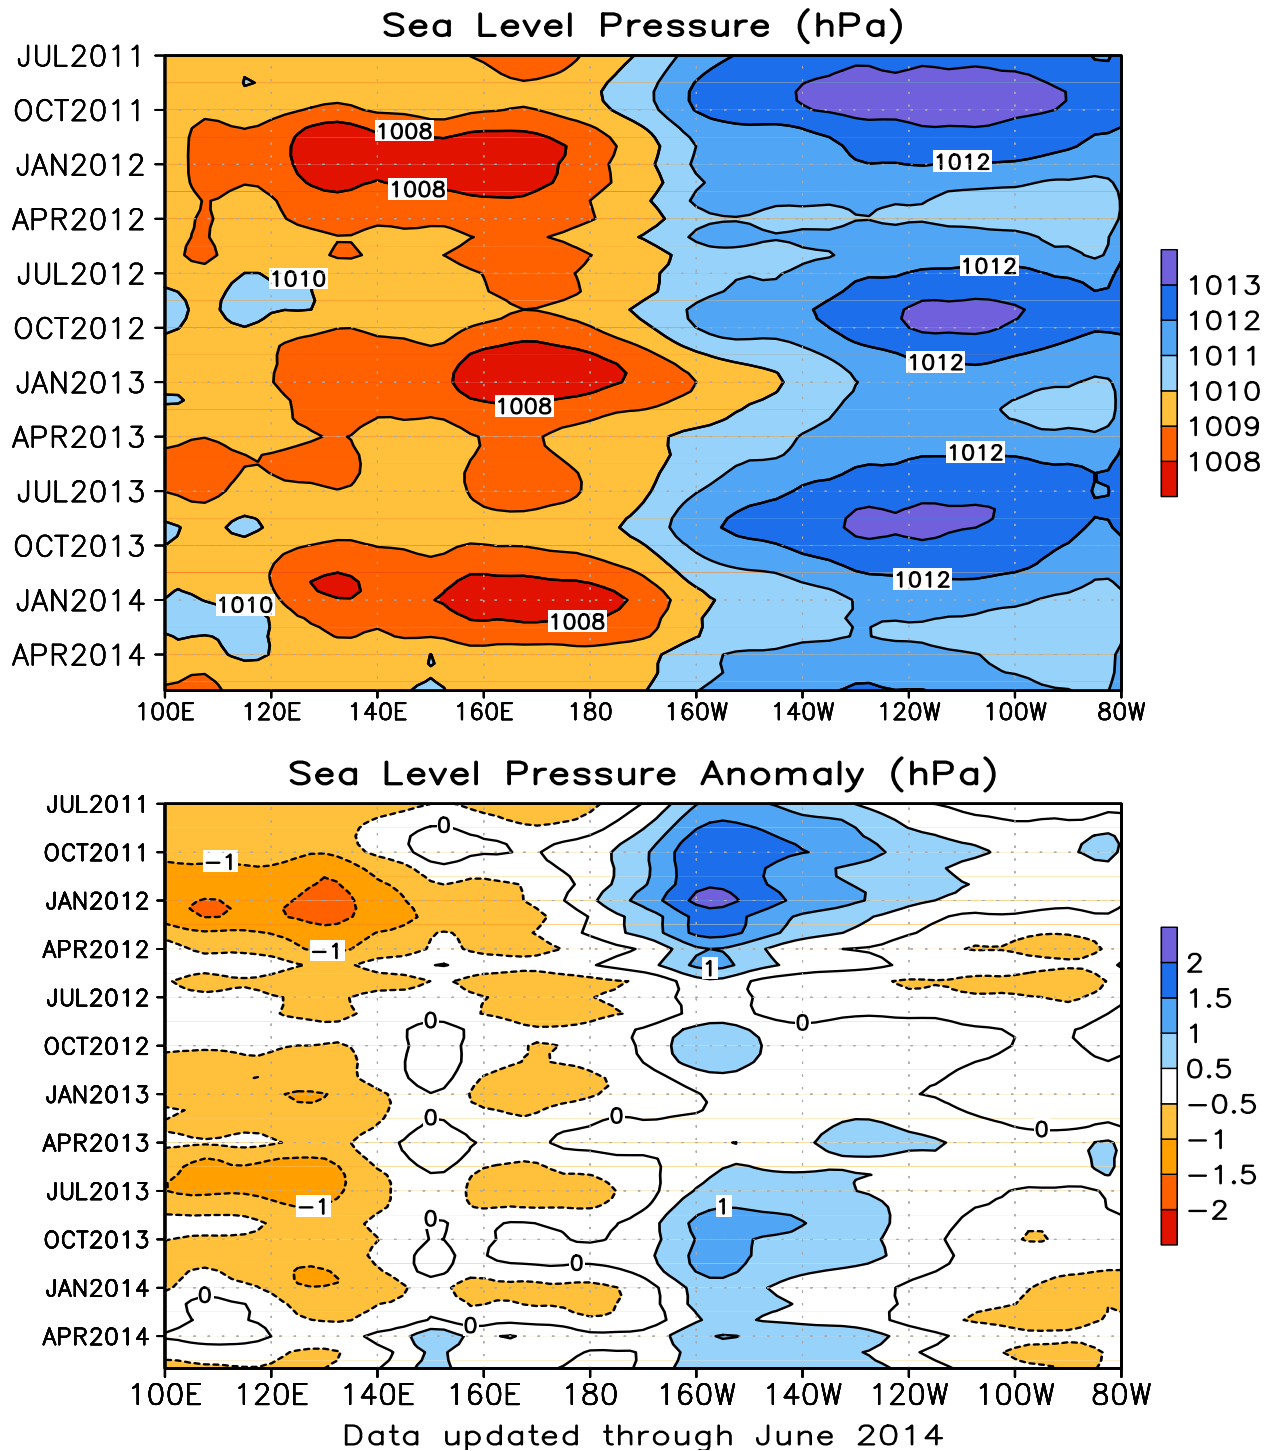 Sea Level Pressure (hPa)
JUL2011
OCT2011
JAN2012
APR2012
JUL2012
OCT2012
JAN2013
APR2013
JUL2013
OCT2013
JAN2014
APR2014
1008
1012
1008
1012
1010
1012
1008
1012
1012
1010
1008
1013
1012
1011
1010
1009
1008
100E 120E 140E 160E 180 160W 140W 120W 100W 80W
Sea Level Pressure Anomaly (hPa)
JUL2011
OCT2011
JAN2012
APR2012
JUL2012
OCT2012
JAN2013
APR2013
JUL2013
OCT2013
JAN2014
APR2014
0
-1
-1
1
0
0
0
0
0
-1
1
0
0
0
0
2
1.5
1
0.5
-0.5
-1
-1.5
-2
100E 120E 140E 160E 180 160W 140W 120W 100W 80W
Data updated through June 2014